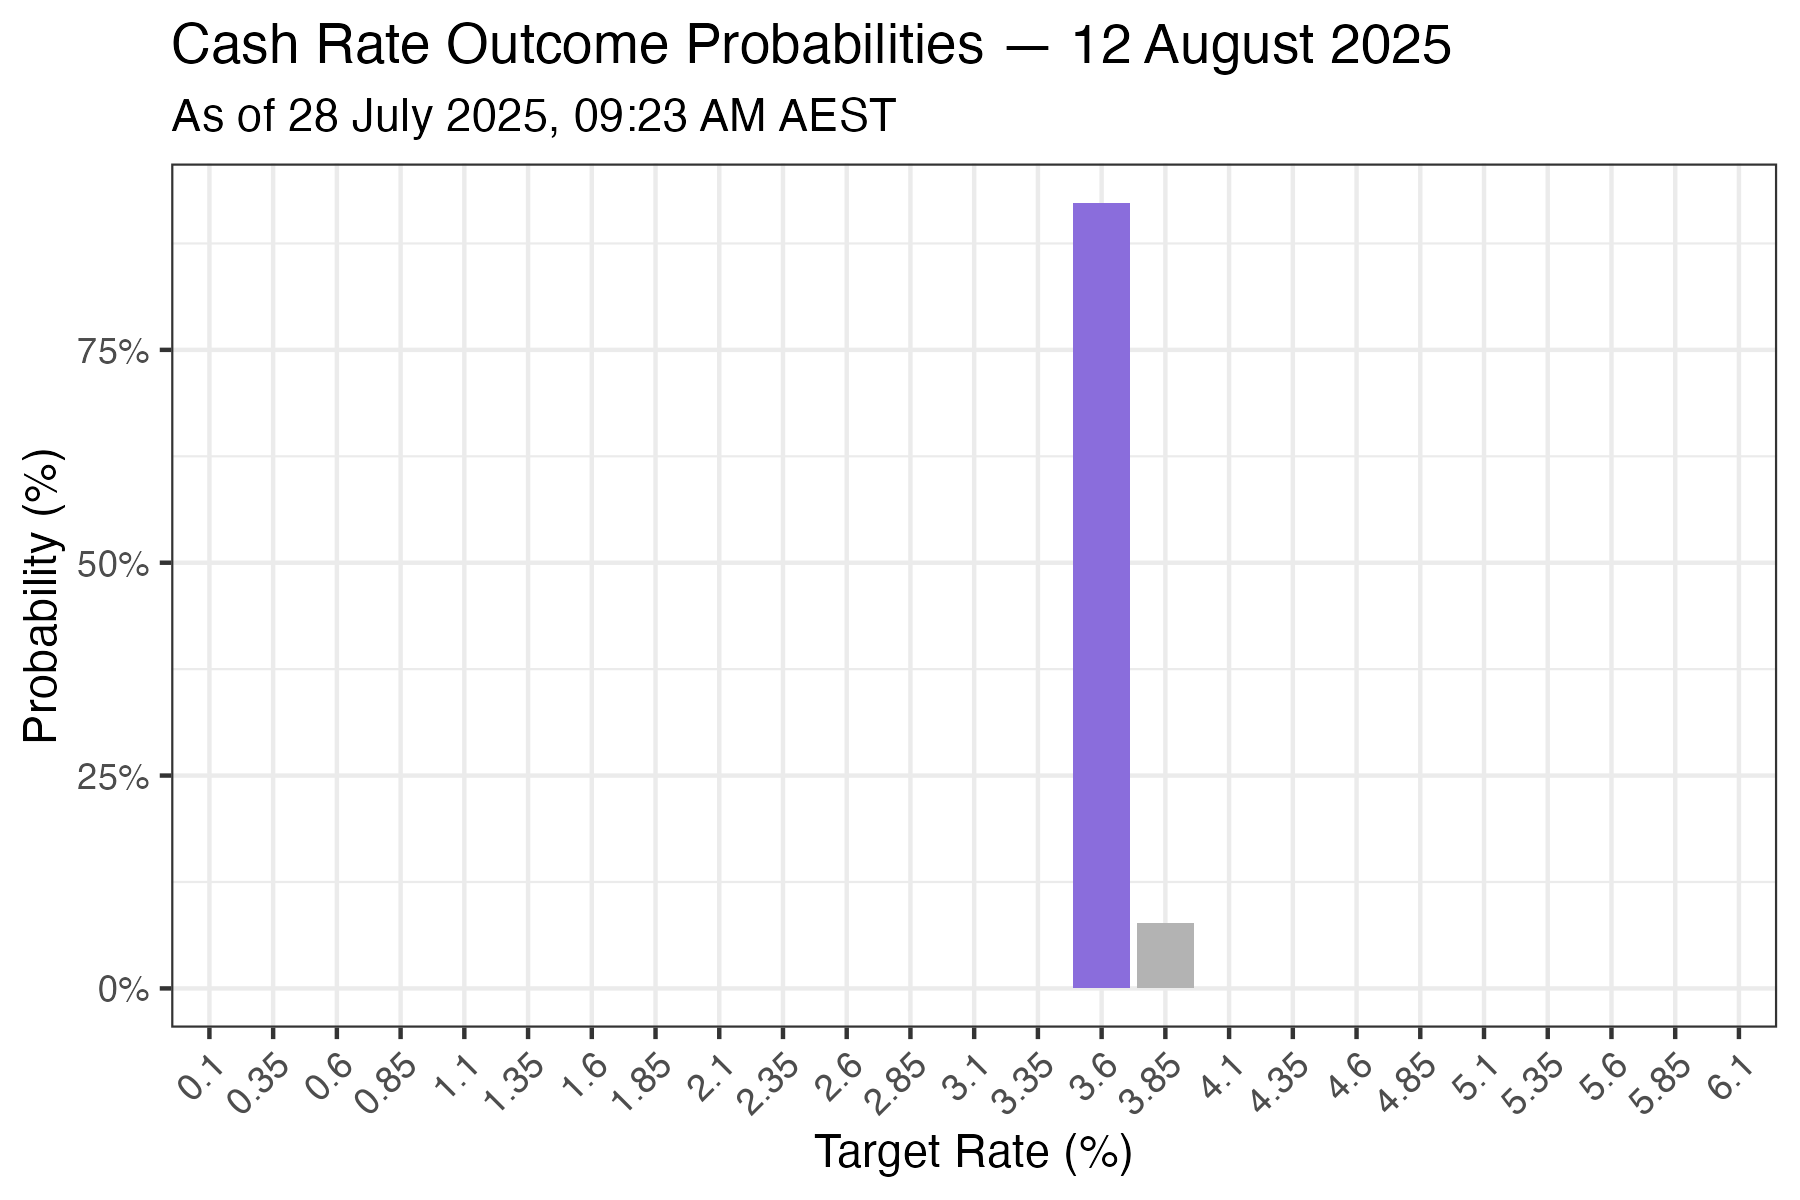 Cash Rate Outcome Probabilities — 12 August 2025
As of 28 July 2025, 09:23 AM AEST
Probability (%)
75%
50%
25%
0%
0.1 0.35 0.6 0.85 1.1 1.35 1.6 1.85 2.1 2.35 2.6 2.85 3.1 3.35 3.6 3.85 4.1 4.35 4.6 4.85 5.1 5.35 5.6 5.85 6.1
Target Rate (%)